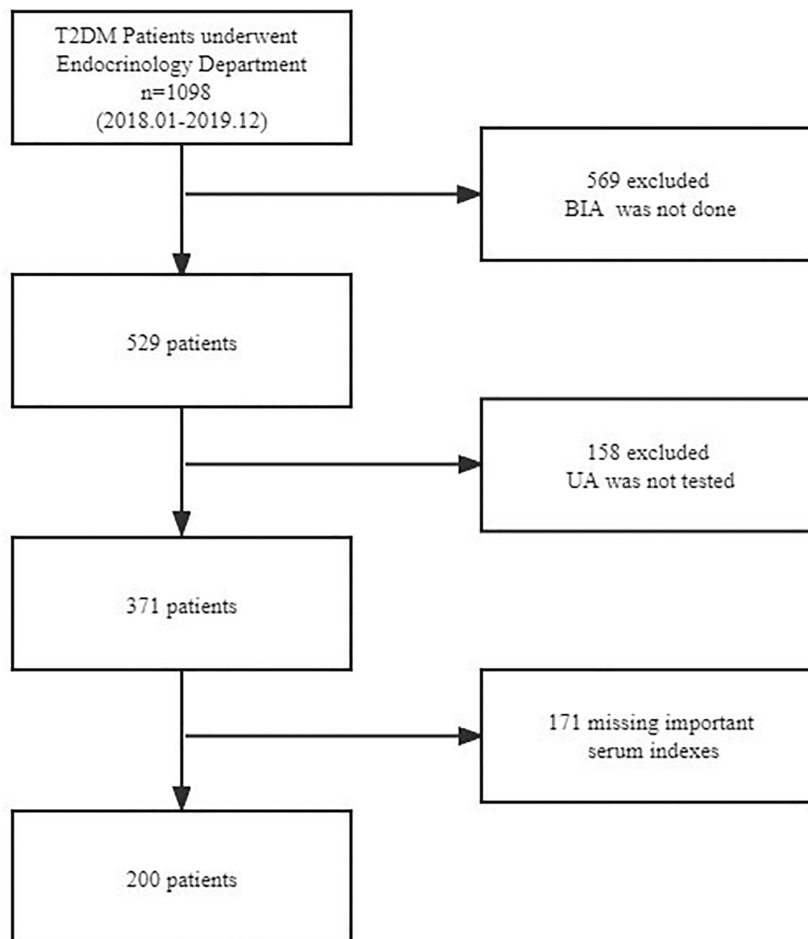 T2DM Patients underwent
Endocrinology Department
n=1098
(2018.01-2019.12)
569 excluded
BIA was not done
529 patients
158 excluded
UA was not tested
371 patients
171 missing important
serum indexes
200 patients